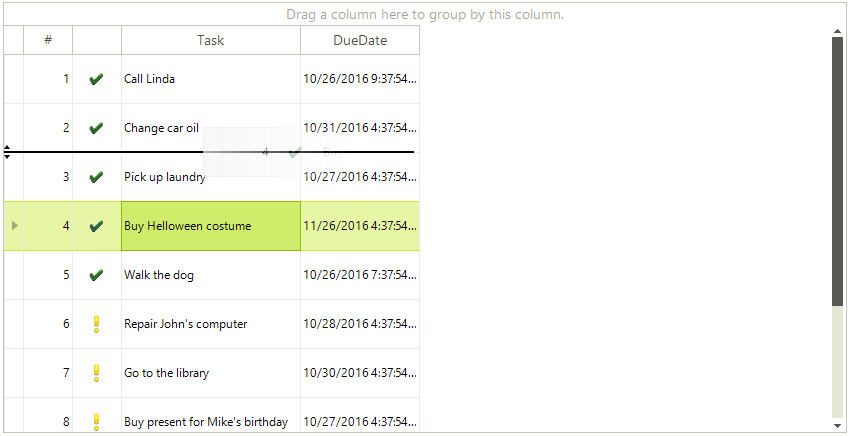 Drag a column here to group by this column.
# Task DueDate
1 Call Linda 10/26/2016 9:37:54...
2 Change car oil 10/31/2016 4:37:54...
4 Buy
3 Pick up laundry 10/27/2016 4:37:54...
4 Buy Helloween costume 11/26/2016 4:37:54...
5 Walk the dog 10/26/2016 7:37:54...
6 Repair John's computer 10/28/2016 4:37:54...
7 Go to the library 10/30/2016 4:37:54...
8 Buy present for Mike's birthday 10/27/2016 4:37:54...